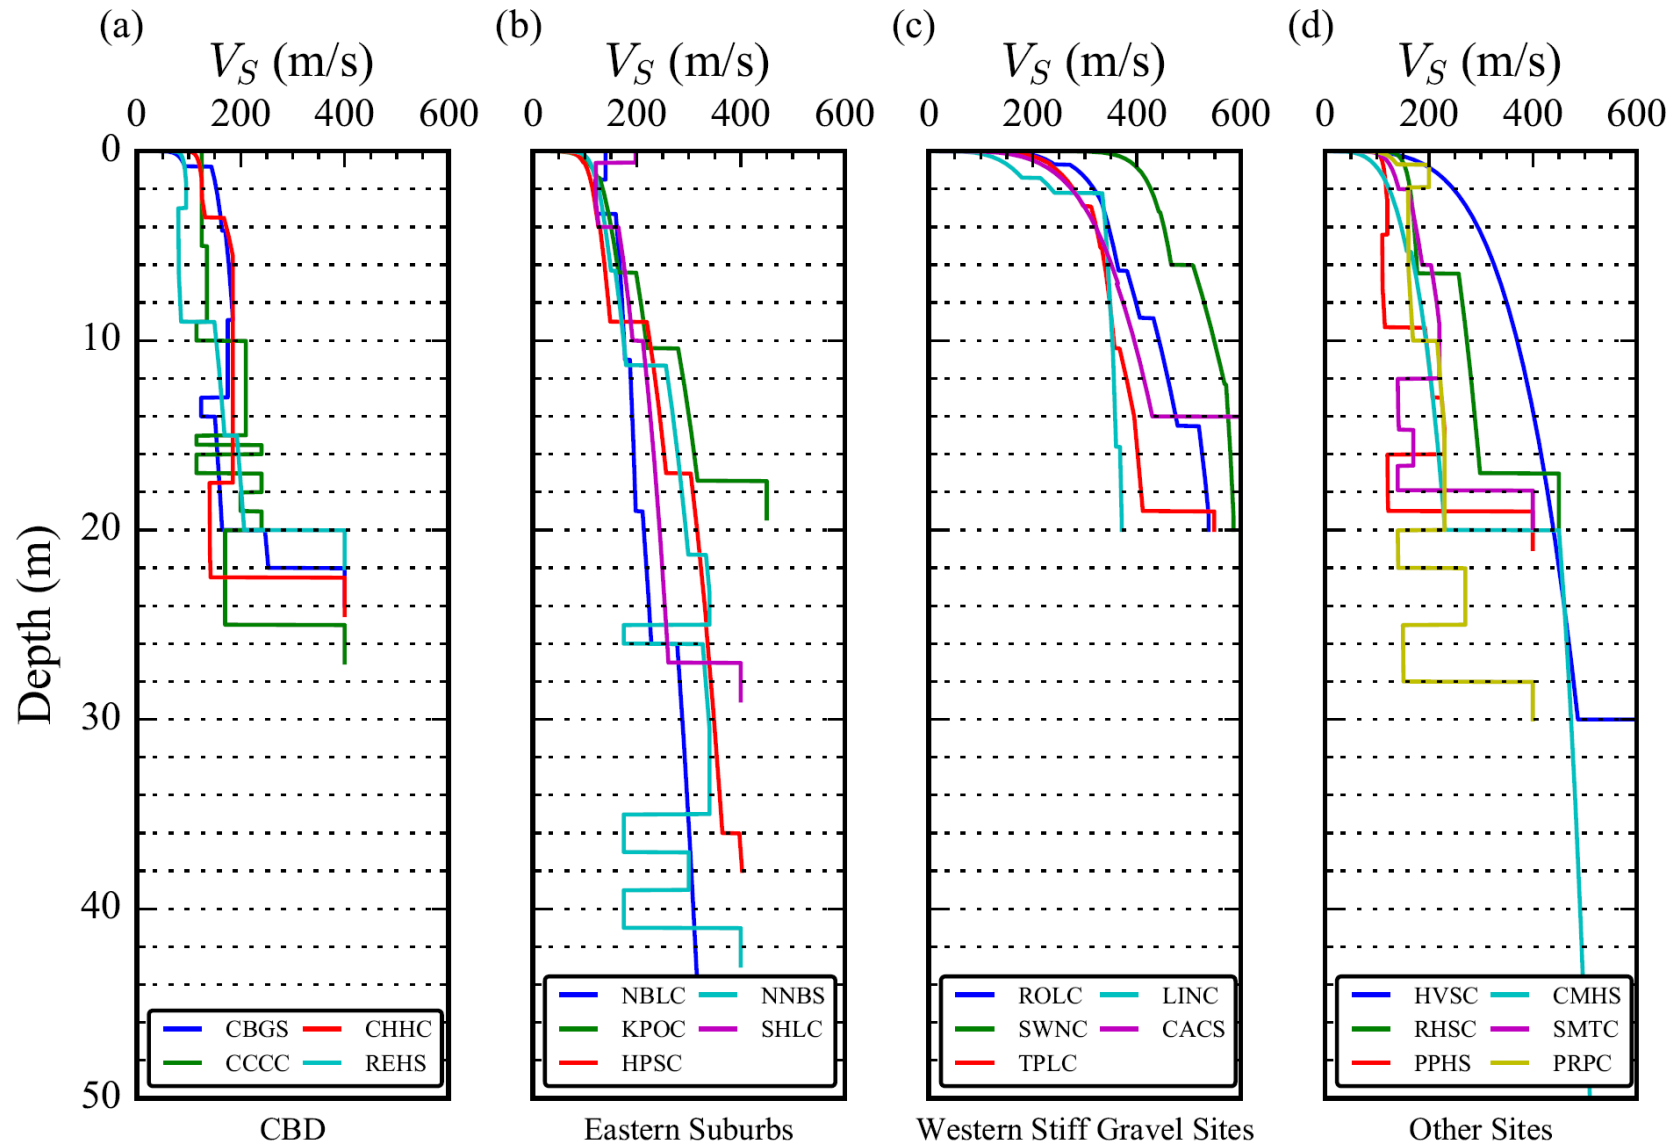 (a) (b) (c) (d)
V_S (m/s) V_S (m/s) V_S (m/s) V_S (m/s)
0 200 400 600 0 200 400 600 0 200 400 600 0 200 400 600
0
10
20
30
40
50
Depth (m)
CBGS CHHC
CCCC REHS
NBLC NNBS
KPOC SHLC
HPSC
ROLC LINC
SWNC CACS
TPLC
HVSC CMHS
RHSC SMTC
PPHS PRPC
CBD Eastern Suburbs Western Stiff Gravel Sites Other Sites